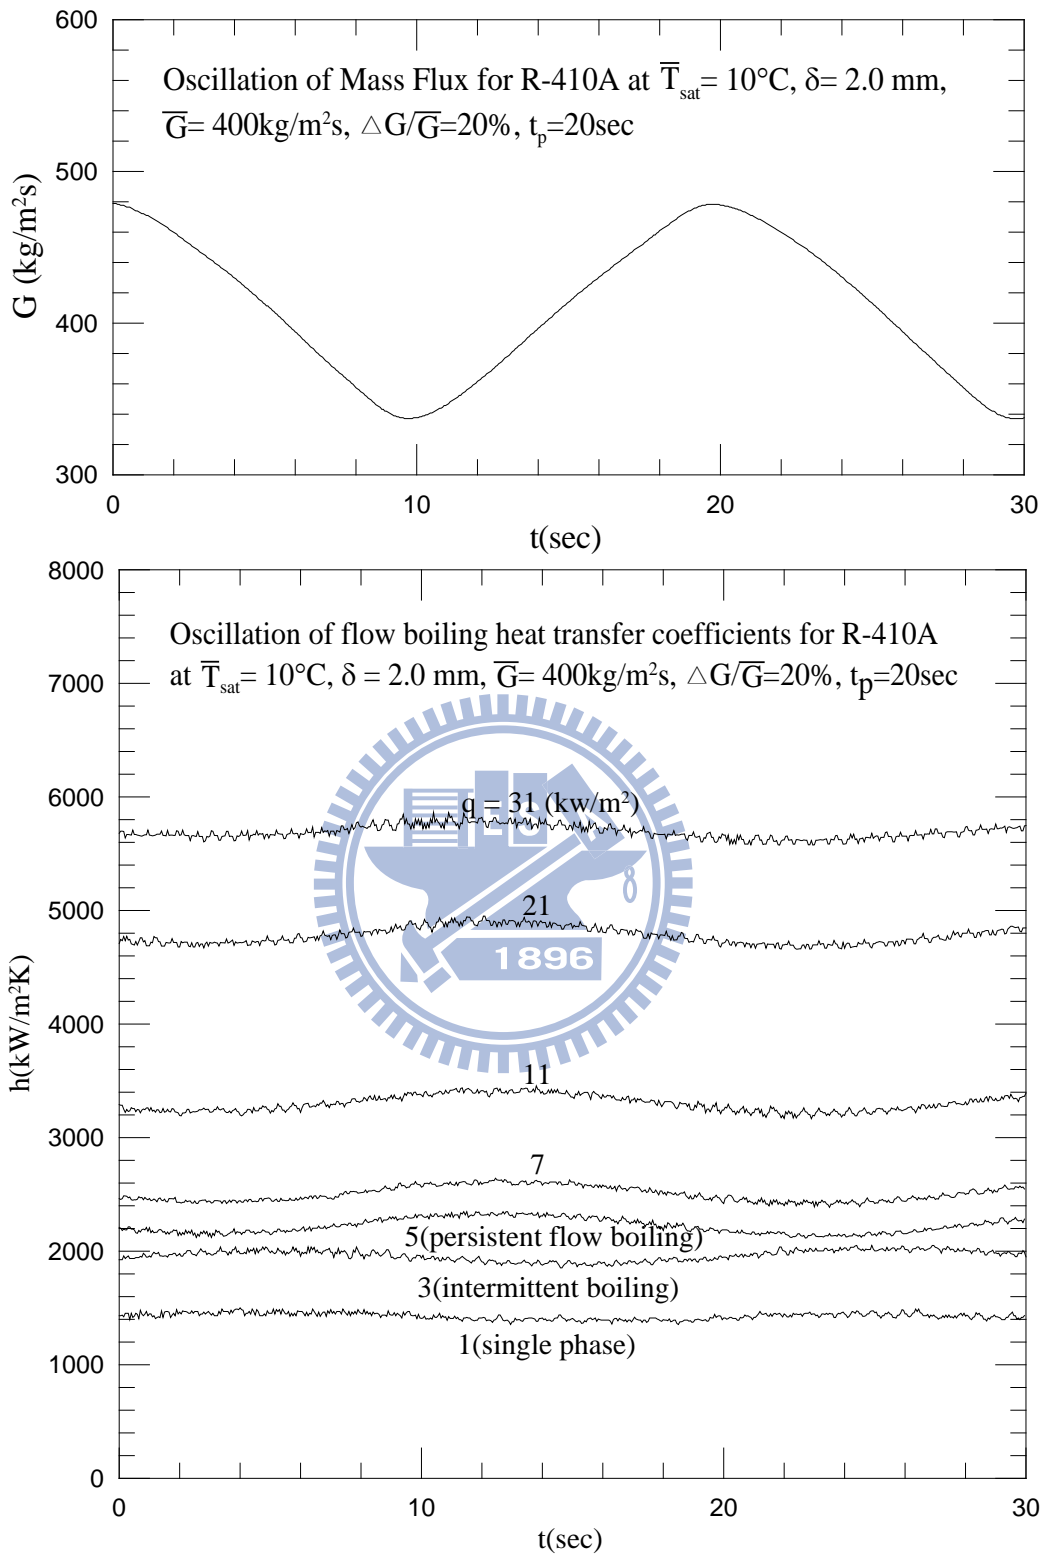 600
500
400
300
G (kg/m²s)
Oscillation of Mass Flux for R-410A at T̅sat= 10°C, δ= 2.0 mm,
G̅= 400kg/m²s, △G/G̅=20%, tp=20sec
0 10 20 30
t(sec)
8000
7000
6000
5000
4000
3000
2000
1000
0
h(kW/m²K)
Oscillation of flow boiling heat transfer coefficients for R-410A
at T̅sat= 10°C, δ = 2.0 mm, G̅= 400kg/m²s, △G/G̅=20%, tp=20sec
q = 31 (kw/m²)
21
1896
11
7
5(persistent flow boiling)
3(intermittent boiling)
1(single phase)
0 10 20 30
t(sec)